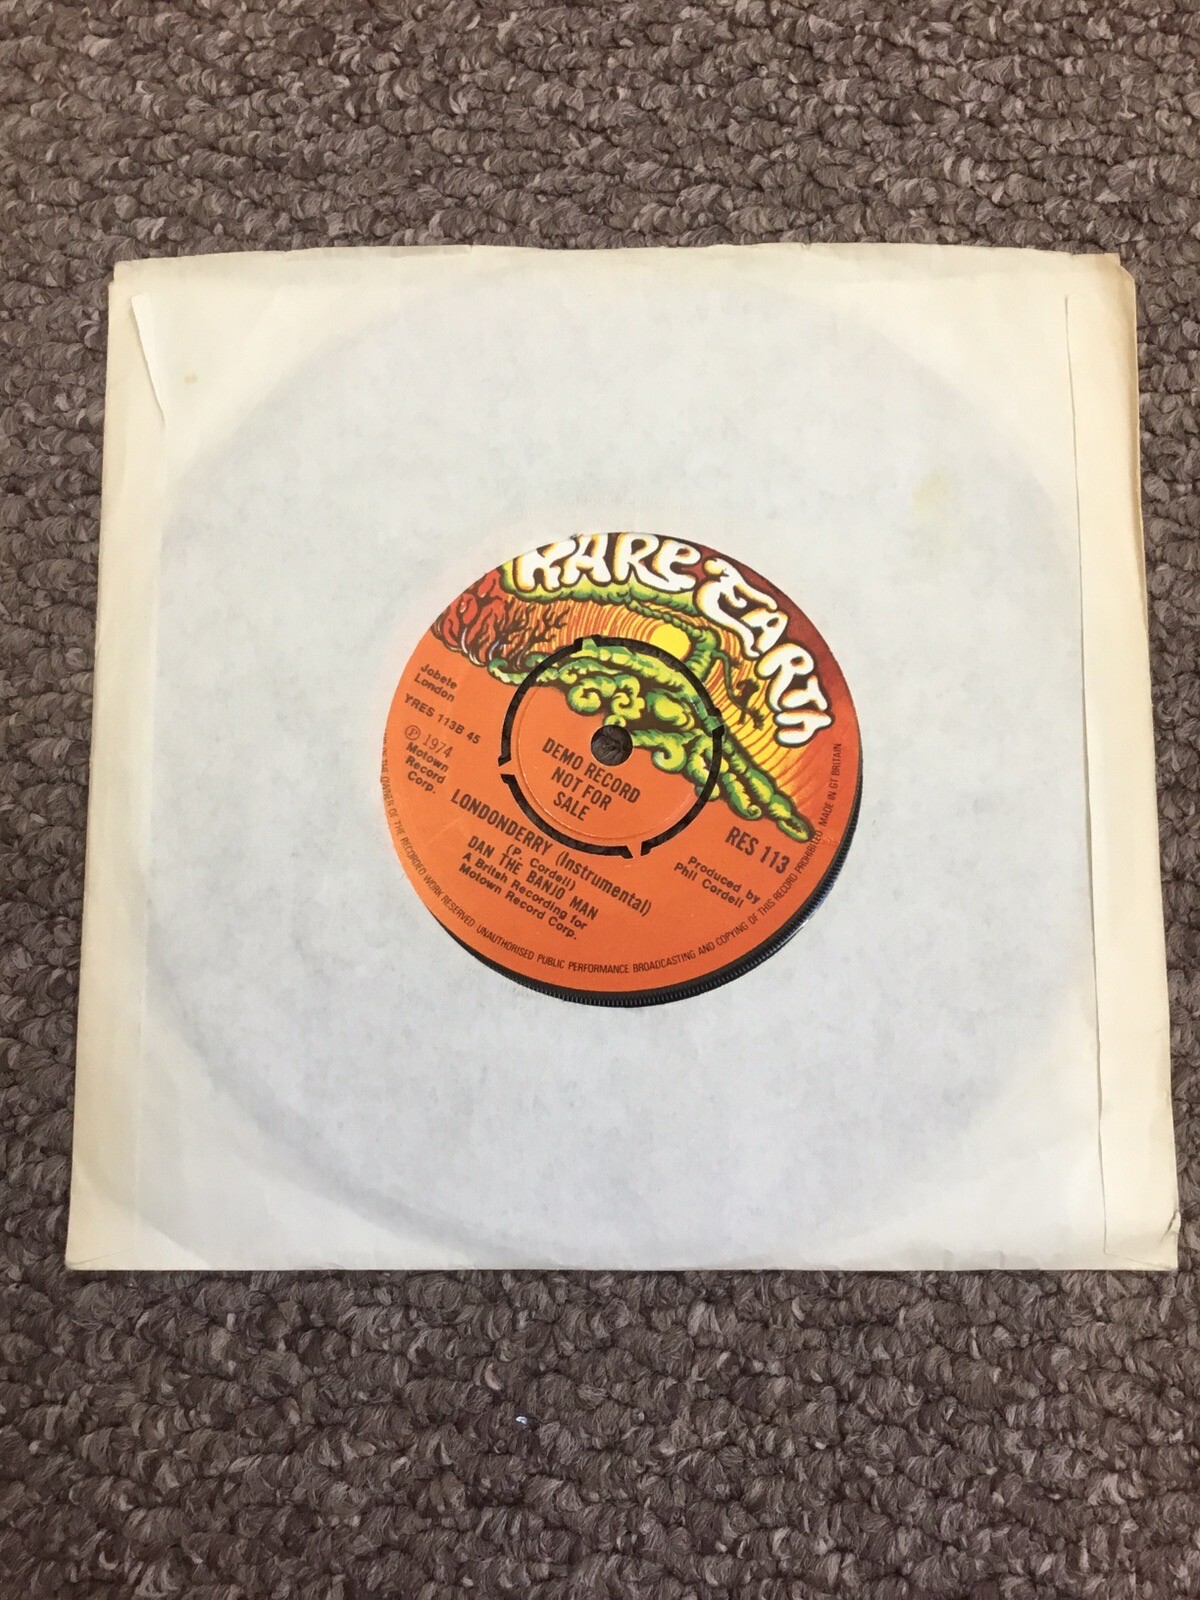 RARE EARTH
Jobete
London
YRES 113B 45
Ⓟ 1974
Motown
Record
Corp.
DEMO RECORD
NOT FOR
SALE
RES 113
Produced by
Phil Cordell
LONDONDERRY (Instrumental)
(P. Cordell)
DAN THE BANJO MAN
A British Recording for
Motown Record Corp.
OF THE RECORDED WORK RESERVED UNAUTHORISED PUBLIC PERFORMANCE BROADCASTING AND COPYING OF THIS RECORD PROHIBITED MADE IN GT BRITAIN